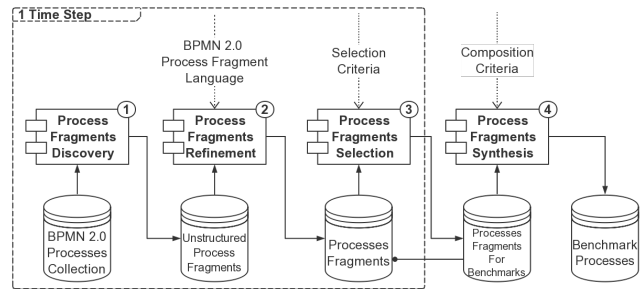 1 Time Step
BPMN 2.0
Process Fragment
Language
Selection
Criteria
Composition
Criteria
1
Process
Fragments
Discovery
2
Process
Fragments
Refinement
3
Process
Fragments
Selection
4
Process
Fragments
Synthesis
BPMN 2.0
Processes
Collection
Unstructured
Process
Fragments
Processes
Fragments
Processes
Fragments
For
Benchmarks
Benchmark
Processes